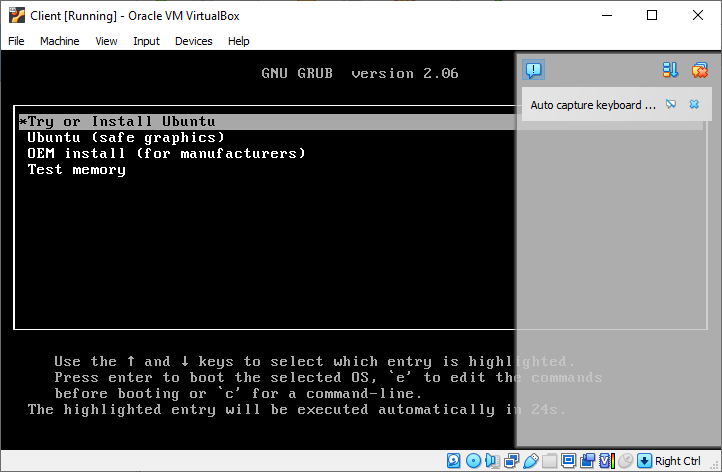 Client [Running] - Oracle VM VirtualBox
File Machine View Input Devices Help
GNU GRUB version 2.06
Auto capture keyboard ...
*Try or Install Ubuntu
Ubuntu (safe graphics)
OEM install (for manufacturers)
Test memory
Use the ↑ and ↓ keys to select which entry is highlighted.
Press enter to boot the selected OS, `e' to edit the commands
before booting or `c' for a command-line.
The highlighted entry will be executed automatically in 24s.
Right Ctrl